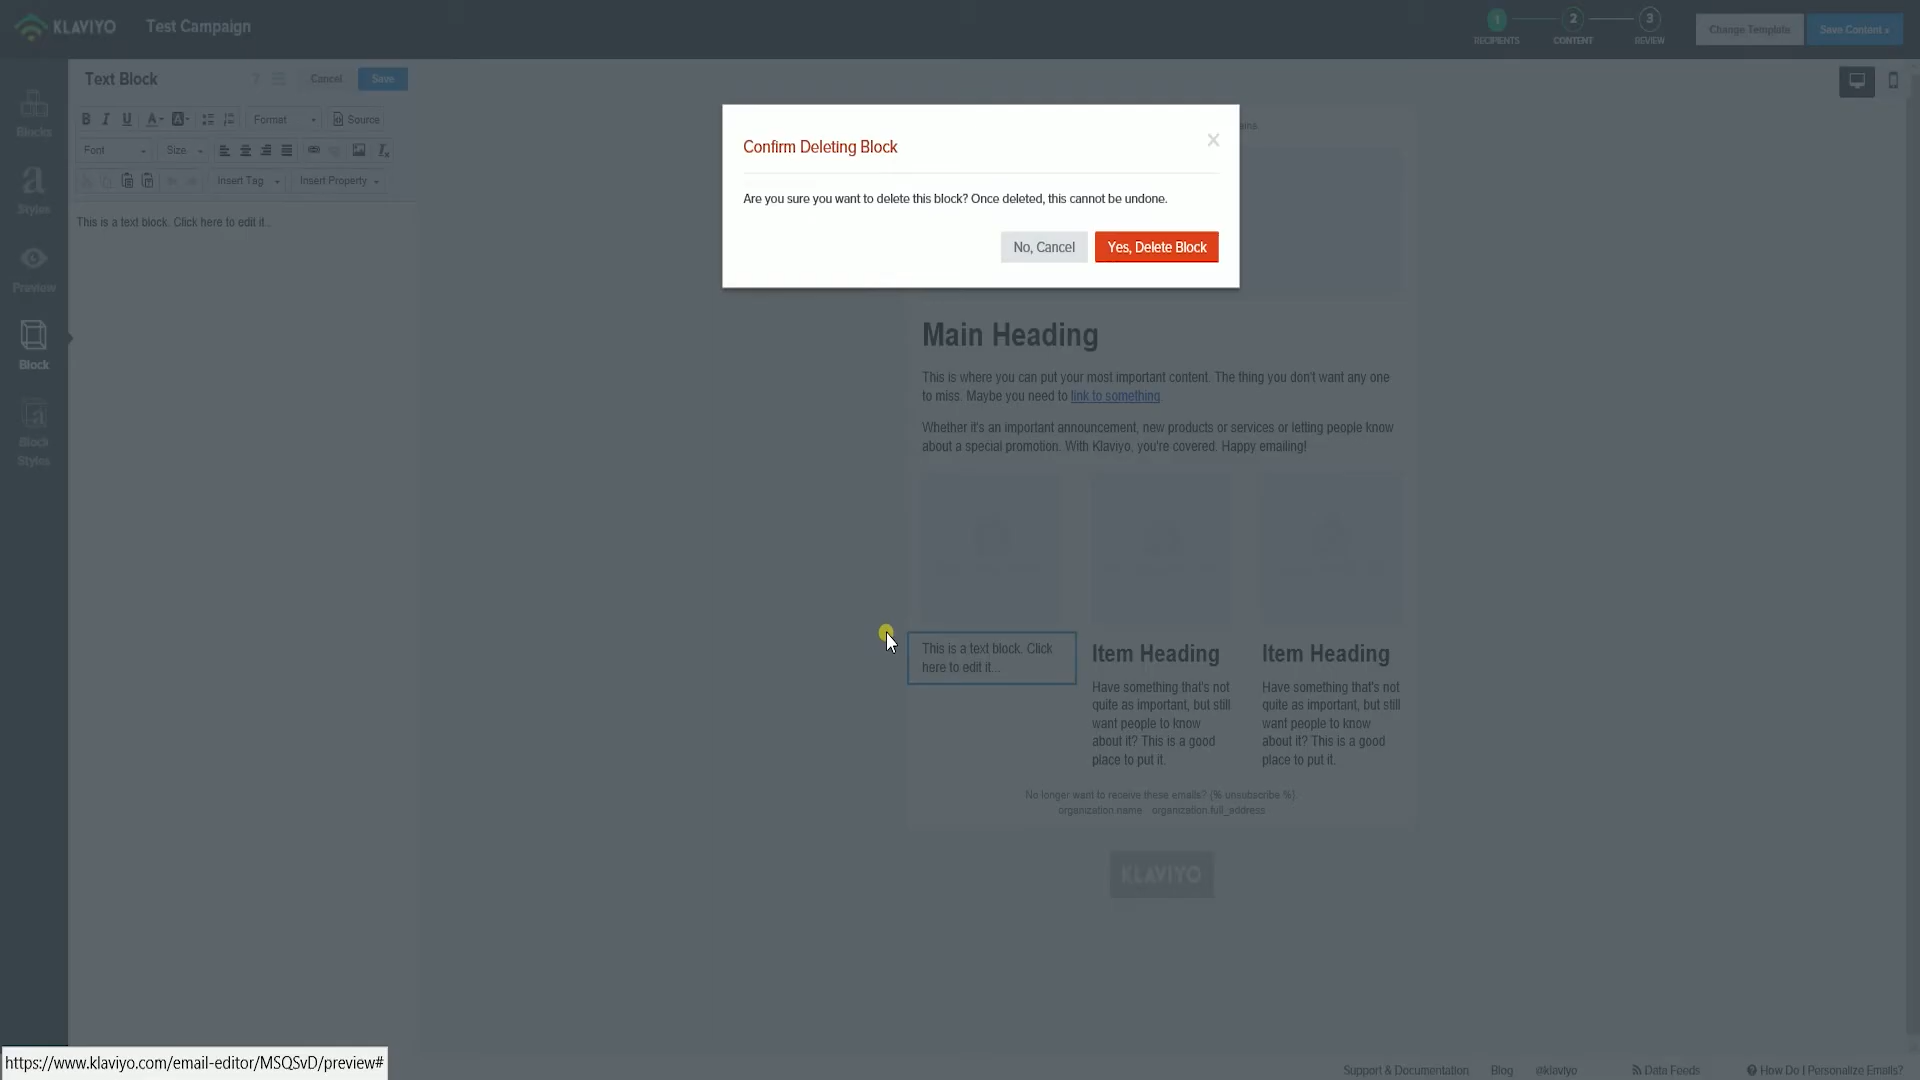 KLAVIYO
Test Campaign
1
2
3
RECIPIENTS
CONTENT
REVIEW
Change Template
Save Content »
Text Block
?
Cancel
Save
Blocks
Styles
Preview
Block
Block
Styles
B I U A A Format Source
Font Size
Insert Tag Insert Property
This is a text block. Click here to edit it...
Confirm Deleting Block
×
Are you sure you want to delete this block? Once deleted, this cannot be undone.
No, Cancel
Yes, Delete Block
Main Heading
This is where you can put your most important content. The thing you don't want any one
to miss. Maybe you need to link to something.
Whether it's an important announcement, new products or services or letting people know
about a special promotion. With Klaviyo, you're covered. Happy emailing!
This is a text block. Click
here to edit it...
Item Heading
Have something that's not
quite as important, but still
want people to know
about it? This is a good
place to put it.
Item Heading
Have something that's not
quite as important, but still
want people to know
about it? This is a good
place to put it.
No longer want to receive these emails? {% unsubscribe %}.
organization.name organization.full_address
KLAVIYO
https://www.klaviyo.com/email-editor/MSQSvD/preview#
Support & Documentation
Blog
@klaviyo
Data Feeds
How Do I Personalize Emails?